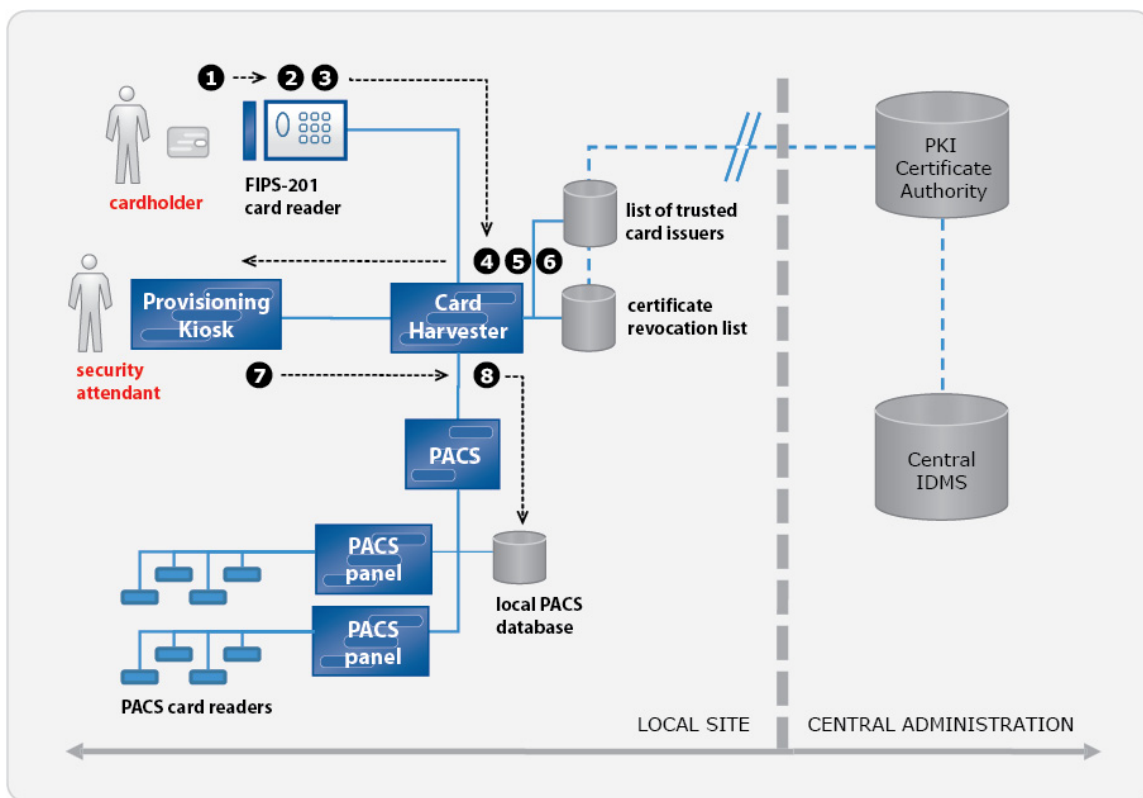 1 2 3
cardholder
FIPS-201
card reader
PKI
Certificate
Authority
list of trusted
card issuers
4 5 6
security
attendant
Provisioning
Kiosk
Card
Harvester
certificate
revocation list
7 8
PACS
Central
IDMS
PACS
panel
local PACS
database
PACS
panel
PACS card readers
LOCAL SITE
CENTRAL ADMINISTRATION